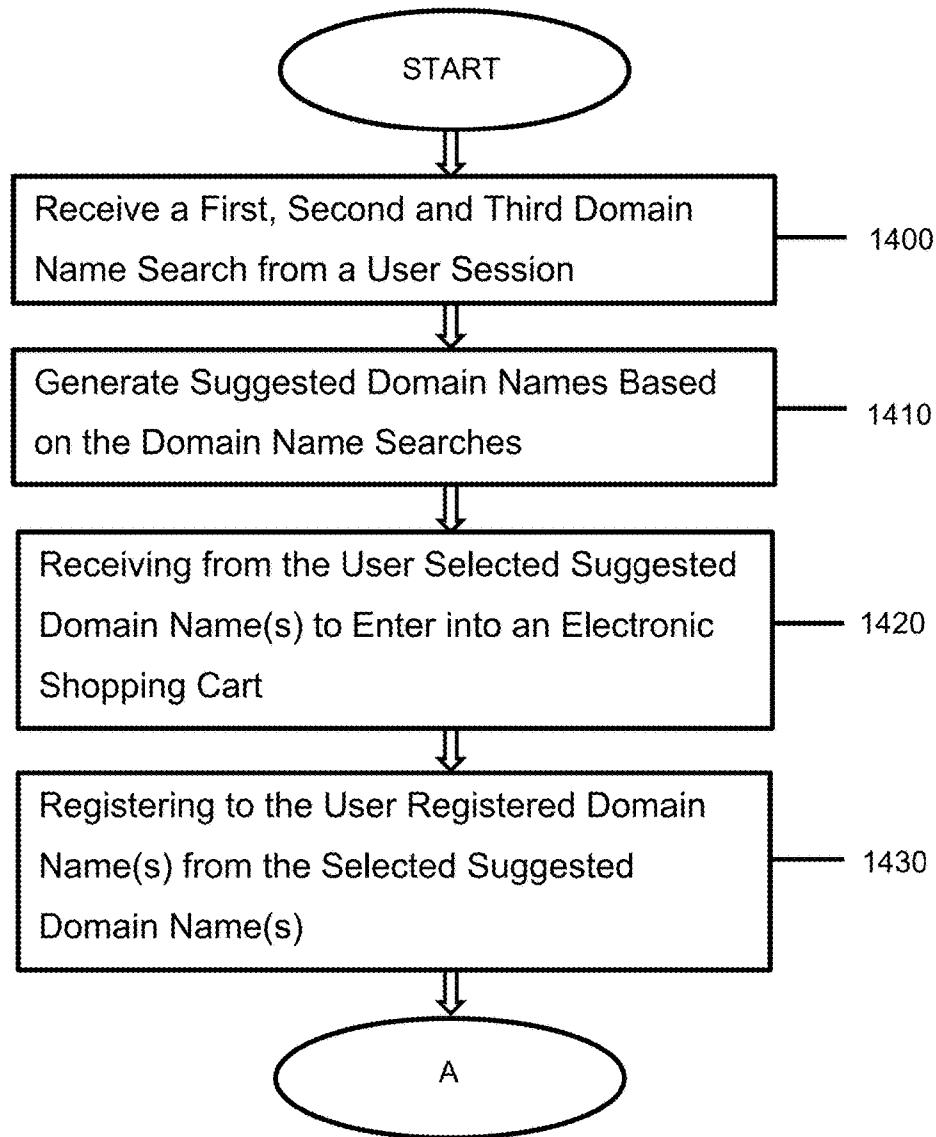 START
Receive a First, Second and Third Domain
Name Search from a User Session
1400
Generate Suggested Domain Names Based
on the Domain Name Searches
1410
Receiving from the User Selected Suggested
Domain Name(s) to Enter into an Electronic
Shopping Cart
1420
Registering to the User Registered Domain
Name(s) from the Selected Suggested
Domain Name(s)
1430
A